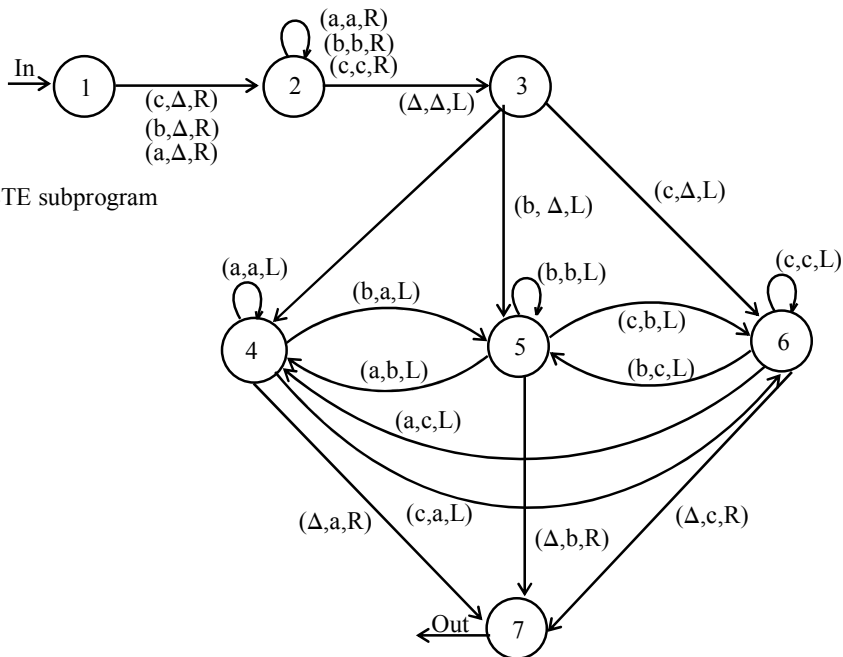 (a,a,R)
(b,b,R)
(c,c,R)
In
1
2
3
(c,Δ,R)
(b,Δ,R)
(a,Δ,R)
(Δ,Δ,L)
TE subprogram
(b, Δ,L)
(c,Δ,L)
(a,a,L)
(b,a,L)
(b,b,L)
(c,b,L)
(c,c,L)
4
5
6
(a,b,L)
(b,c,L)
(a,c,L)
(Δ,a,R)
(c,a,L)
(Δ,b,R)
(Δ,c,R)
Out
7